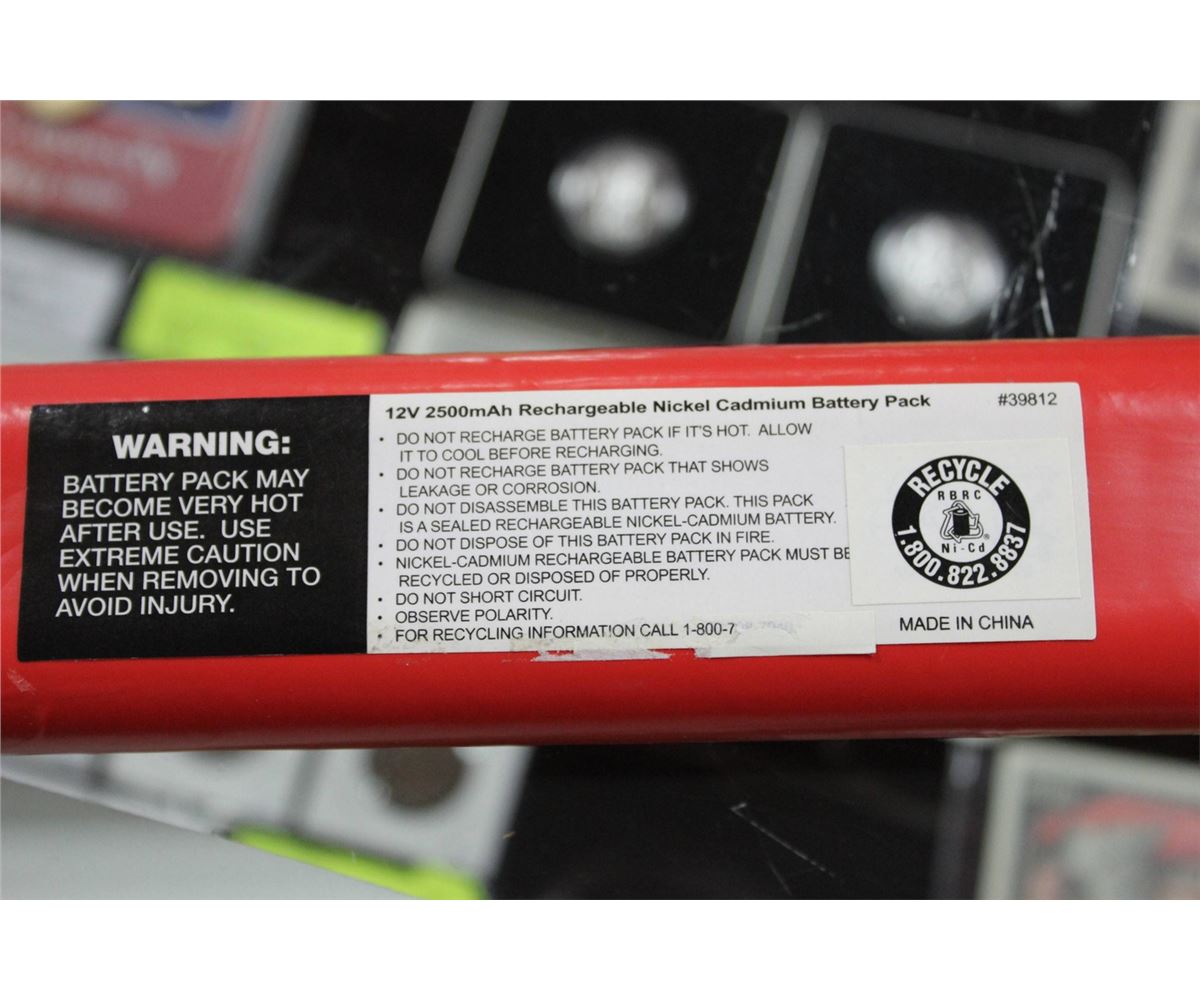 WARNING:
BATTERY PACK MAY
BECOME VERY HOT
AFTER USE. USE
EXTREME CAUTION
WHEN REMOVING TO
AVOID INJURY.
12V 2500mAh Rechargeable Nickel Cadmium Battery Pack
#39812
• DO NOT RECHARGE BATTERY PACK IF IT'S HOT. ALLOW
IT TO COOL BEFORE RECHARGING.
• DO NOT RECHARGE BATTERY PACK THAT SHOWS
LEAKAGE OR CORROSION.
• DO NOT DISASSEMBLE THIS BATTERY PACK. THIS PACK
IS A SEALED RECHARGEABLE NICKEL-CADMIUM BATTERY.
• DO NOT DISPOSE OF THIS BATTERY PACK IN FIRE.
• NICKEL-CADMIUM RECHARGEABLE BATTERY PACK MUST BE
RECYCLED OR DISPOSED OF PROPERLY.
• DO NOT SHORT CIRCUIT.
• OBSERVE POLARITY.
• FOR RECYCLING INFORMATION CALL 1-800-7
RECYCLE
RBRC
®
Ni-Cd
1.800.822.8837
MADE IN CHINA